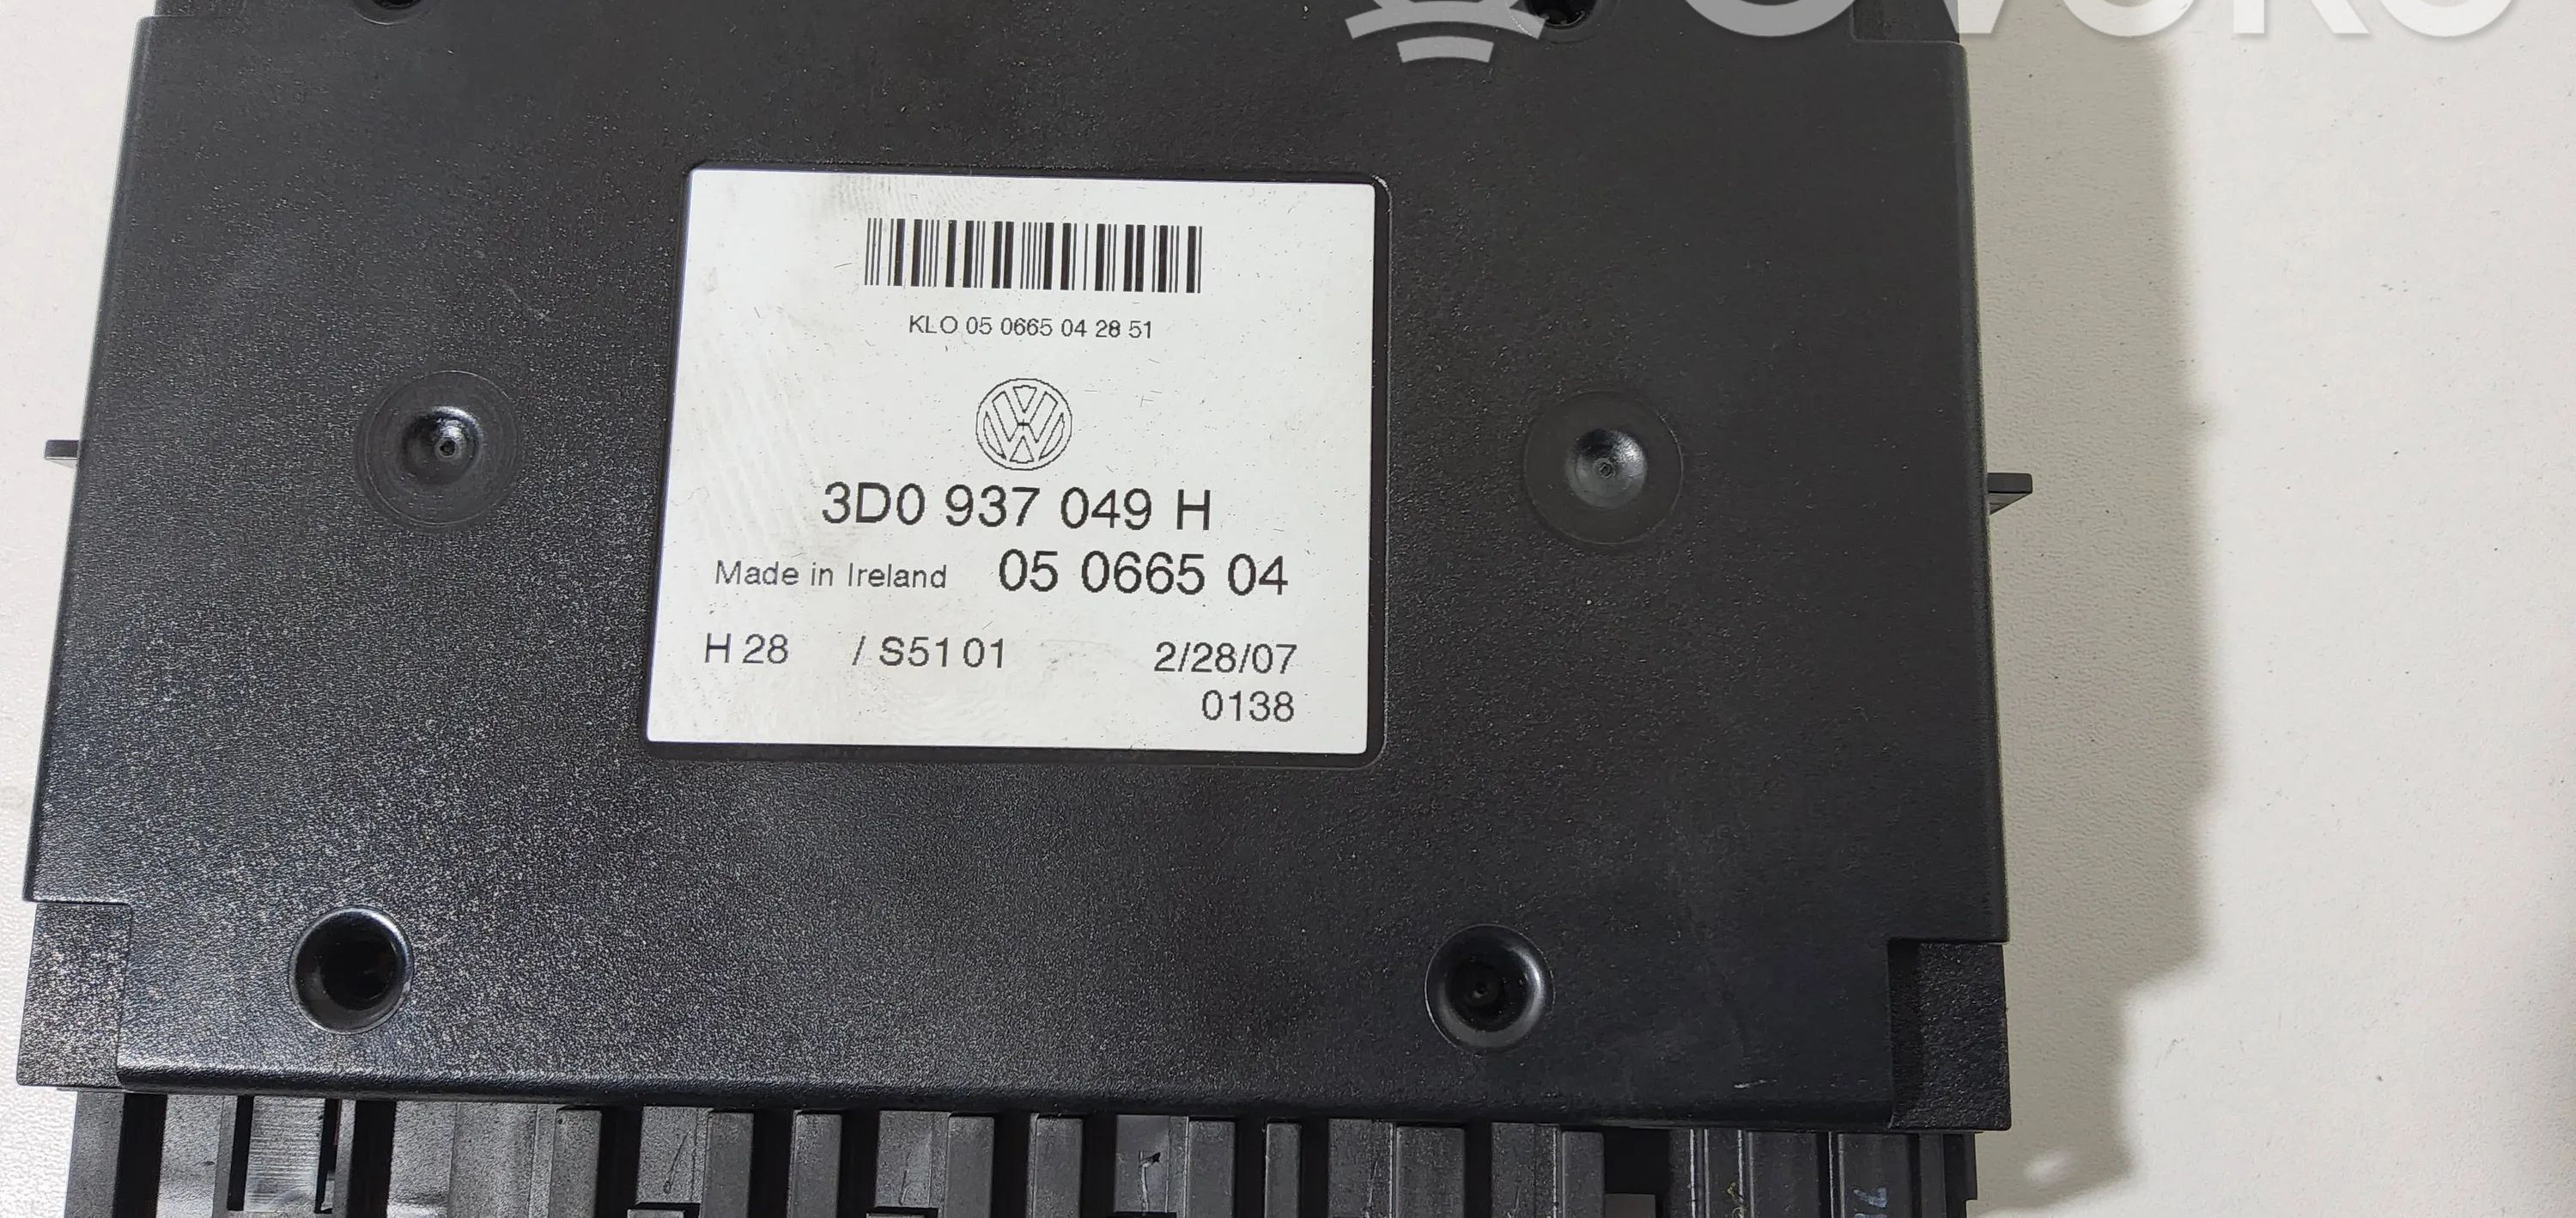 OVOKO
KLO 05 0665 04 28 51
3D0 937 049 H
Made in Ireland 05 0665 04
H 28 / S51 01 2/28/07
0138